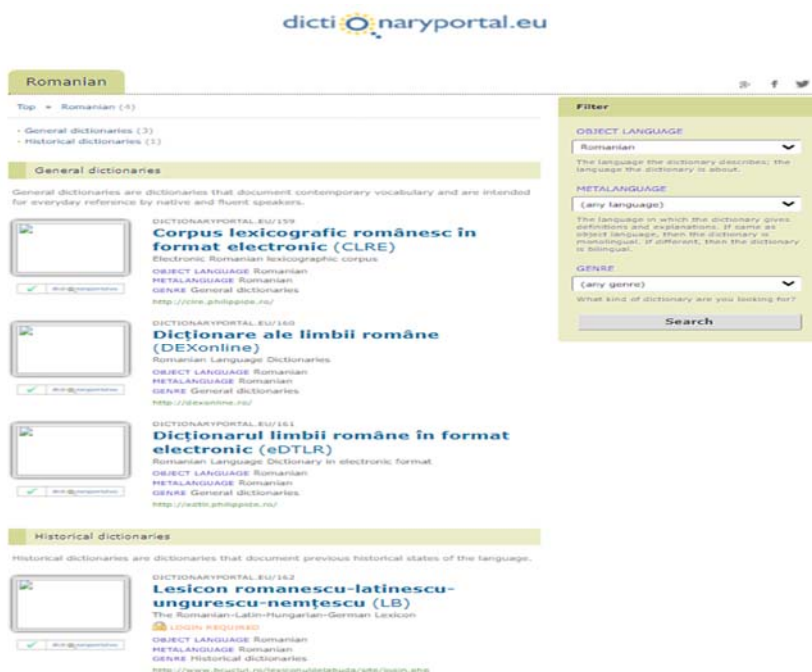 dictionaryportal.eu
Romanian
Top Romanian (4)
General dictionaries (3)
Historical dictionaries (1)
General dictionaries
General dictionaries are dictionaries that document contemporary vocabulary and are intended
for everyday reference by native and fluent speakers.
DICTIONARYPORTAL.EU/159
Corpus lexicografic românesc în
format electronic (CLRE)
Electronic Romanian lexicographic corpus
OBJECT LANGUAGE Romanian
METALANGUAGE Romanian
GENRE General dictionaries
http://clre.philippide.ro/
DICTIONARYPORTAL.EU/160
Dicționare ale limbii române
(DEXonline)
Romanian Language Dictionaries
OBJECT LANGUAGE Romanian
METALANGUAGE Romanian
GENRE General dictionaries
http://dexonline.ro/
DICTIONARYPORTAL.EU/161
Dicționarul limbii române în format
electronic (eDTLR)
Romanian Language Dictionary in electronic format
OBJECT LANGUAGE Romanian
METALANGUAGE Romanian
GENRE General dictionaries
http://edtlr.philippide.ro/
Historical dictionaries
Historical dictionaries are dictionaries that document previous historical states of the language.
DICTIONARYPORTAL.EU/162
Lesicon romanescu-latinescu-
ungurescu-nemțescu (LB)
The Romanian-Latin-Hungarian-German Lexicon
LOGIN REQUIRED
OBJECT LANGUAGE Romanian
METALANGUAGE Romanian
GENRE Historical dictionaries
Filter
OBJECT LANGUAGE
Romanian
The language the dictionary describes; the
language the dictionary is about.
METALANGUAGE
(any language)
The language in which the dictionary gives
definitions and explanations. If same as
object language, then the dictionary is
monolingual. If different, then the dictionary
is bilingual.
GENRE
(any genre)
What kind of dictionary are you looking for?
Search